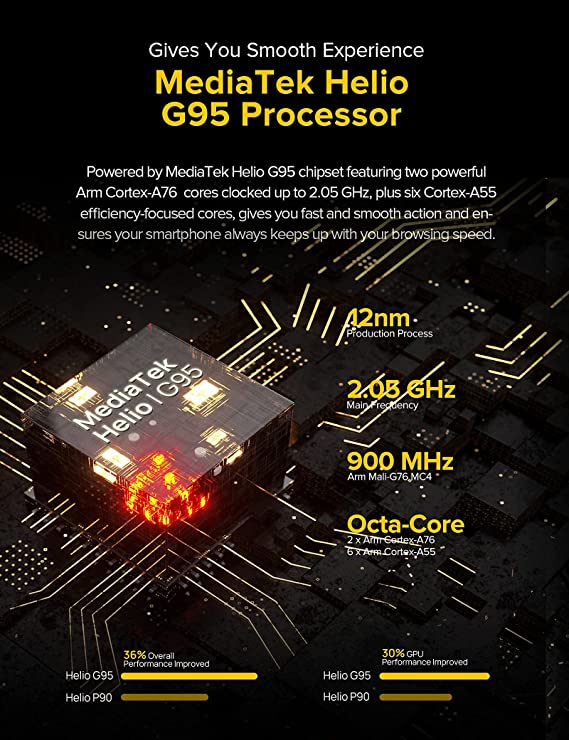 Gives You Smooth Experience
MediaTek Helio
G95 Processor
Powered by MediaTek Helio G95 chipset featuring two powerful
Arm Cortex-A76 cores clocked up to 2.05 GHz, plus six Cortex-A55
efficiency-focused cores, gives you fast and smooth action and en-
sures your smartphone always keeps up with your browsing speed.
12nm
Production Process
MediaTek
Helio | G95
2.05 GHz
Main Frequency
900 MHz
Arm Mali-G76 MC4
Octa-Core
2 x Arm Cortex-A76
6 x Arm Cortex-A55
36% Overall
Performance Improved
Helio G95
Helio P90
30% GPU
Performance Improved
Helio G95
Helio P90